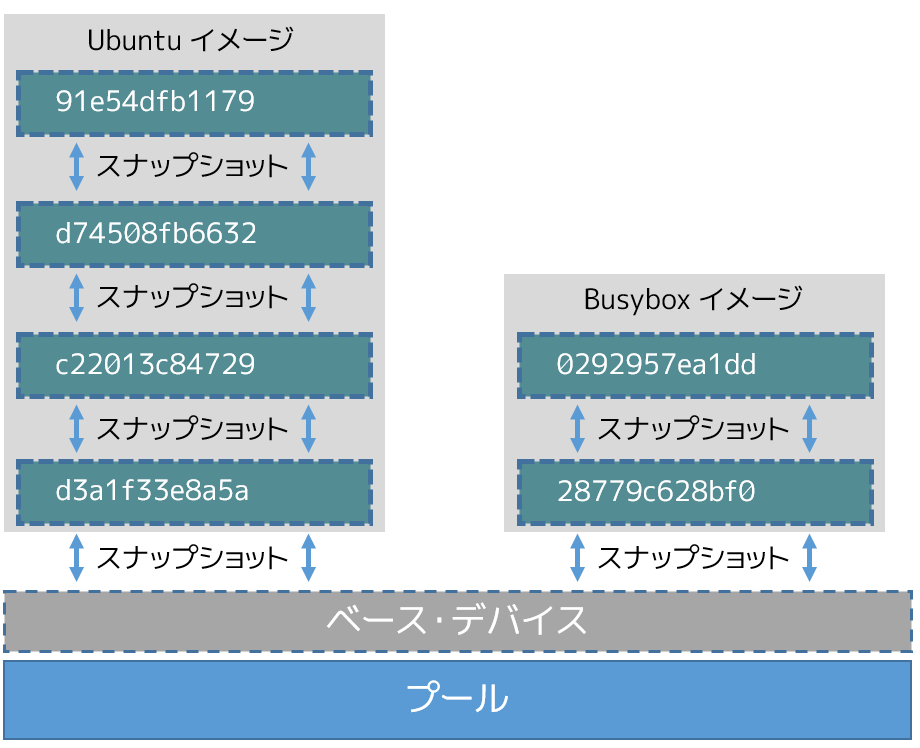 Ubuntu イメージ
91e54dfb1179
スナップショット
d74508fb6632
スナップショット
c22013c84729
スナップショット
d3a1f33e8a5a
スナップショット
Busybox イメージ
0292957ea1dd
スナップショット
28779c628bf0
スナップショット
ベース・デバイス
プール